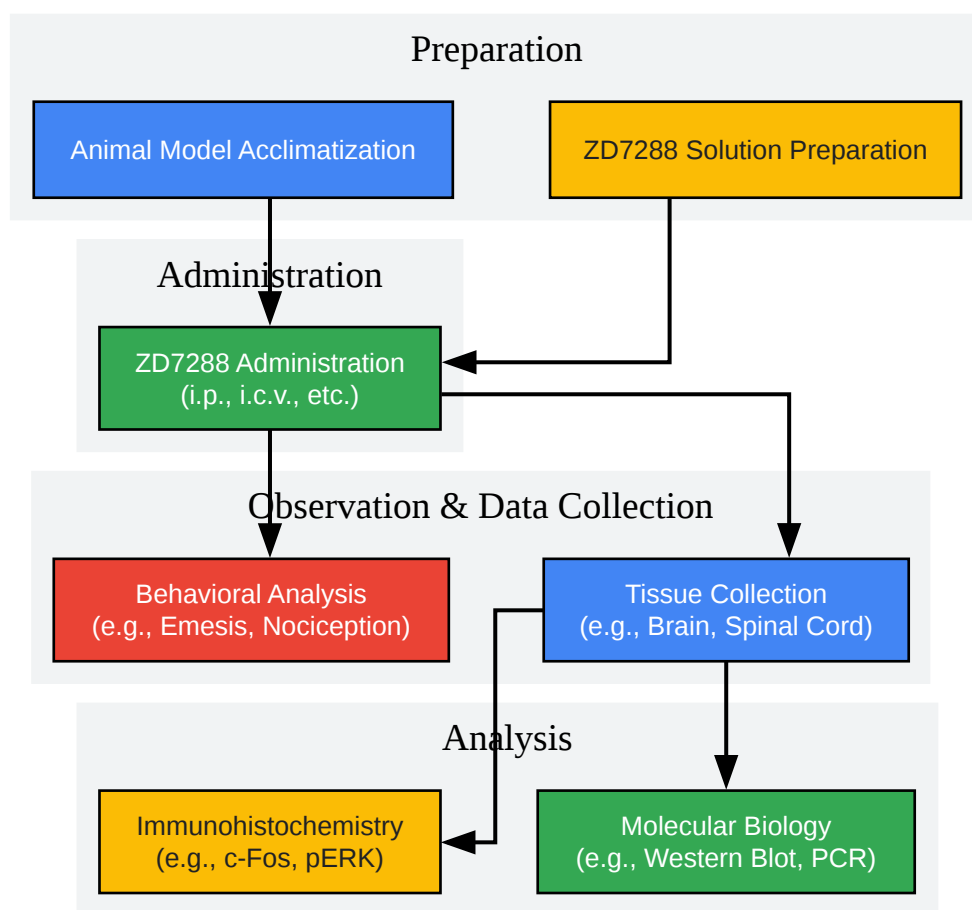 Preparation
Animal Model Acclimatization
ZD7288 Solution Preparation
Administration
ZD7288 Administration
(i.p., i.c.v., etc.)
Observation & Data Collection
Behavioral Analysis
(e.g., Emesis, Nociception)
Tissue Collection
(e.g., Brain, Spinal Cord)
Analysis
Immunohistochemistry
(e.g., c-Fos, pERK)
Molecular Biology
(e.g., Western Blot, PCR)